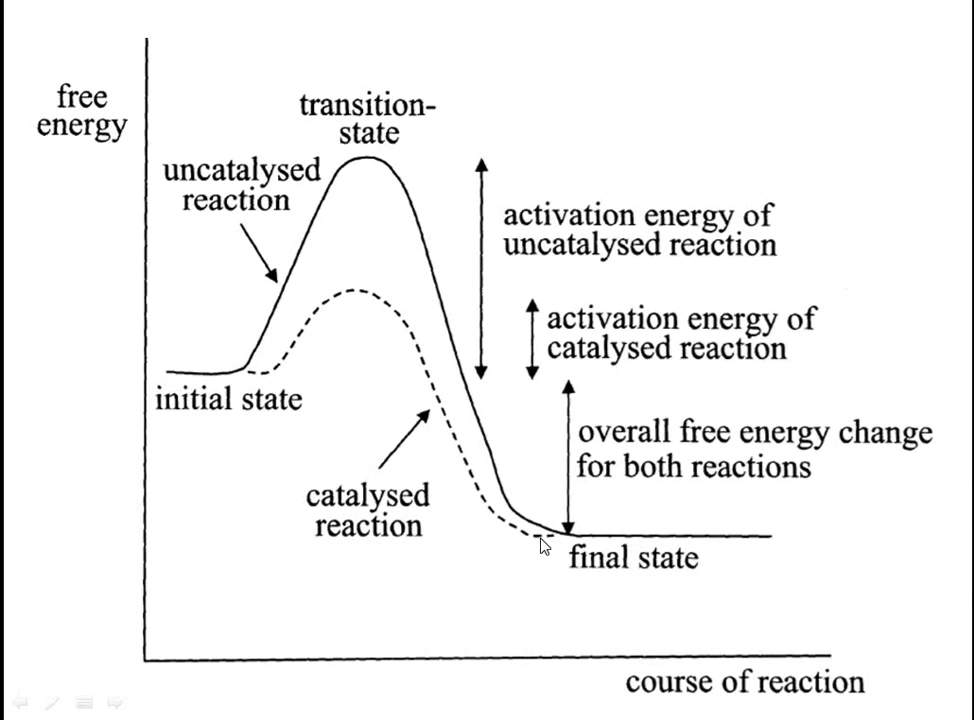 free
energy
transition-
state
uncatalysed
reaction
activation energy of
uncatalysed reaction
activation energy of
catalysed reaction
initial state
overall free energy change
for both reactions
catalysed
reaction
final state
course of reaction